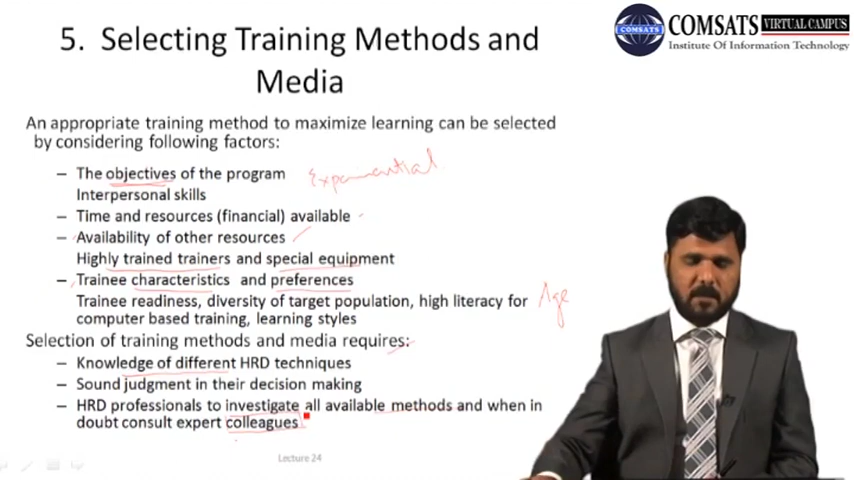 5. Selecting Training Methods and
Media
COMSATS
COMSATS VIRTUAL CAMPUS
Institute Of Information Technology
An appropriate training method to maximize learning can be selected
by considering following factors:
– The objectives of the program
Experiential
Interpersonal skills
– Time and resources (financial) available
– Availability of other resources
Highly trained trainers and special equipment
– Trainee characteristics and preferences
Trainee readiness, diversity of target population, high literacy for
Age
computer based training, learning styles
Selection of training methods and media requires:
– Knowledge of different HRD techniques
– Sound judgment in their decision making
– HRD professionals to investigate all available methods and when in
doubt consult expert colleagues
Lecture 24